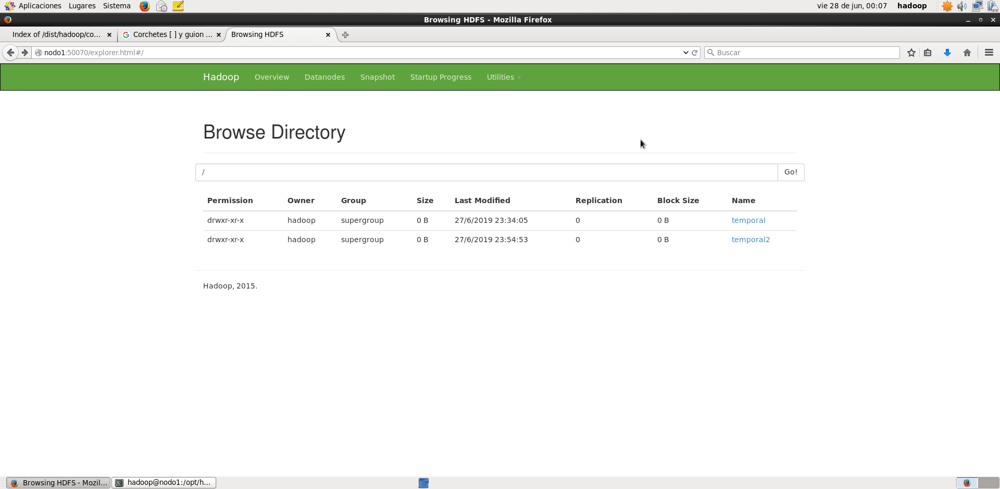 Aplicaciones Lugares Sistema vie 28 de jun, 00:07 hadoop
Browsing HDFS - Mozilla Firefox
Index of /dist/hadoop/co... Corchetes [ ] y guion ... Browsing HDFS
nodo1:50070/explorer.html#/ Buscar
Hadoop Overview Datanodes Snapshot Startup Progress Utilities
Browse Directory
/ Go!
Permission Owner Group Size Last Modified Replication Block Size Name
drwxr-xr-x hadoop supergroup 0 B 27/6/2019 23:34:05 0 0 B temporal
drwxr-xr-x hadoop supergroup 0 B 27/6/2019 23:54:53 0 0 B temporal2
Hadoop, 2015.
Browsing HDFS - Mozil... hadoop@nodo1:/opt/h...